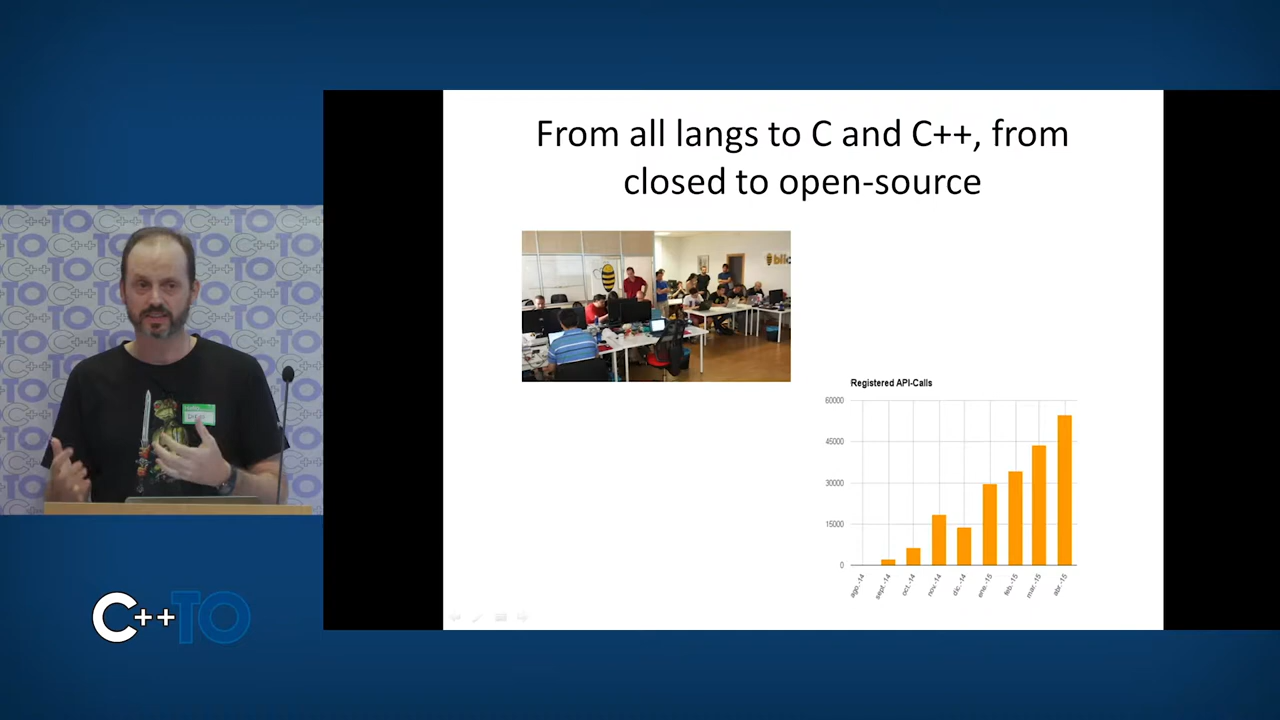 From all langs to C and C++, from
closed to open-source
Registered API-Calls
60000
45000
30000
15000
0
ago.-14
sept.-14
oct.-14
nov.-14
dic.-14
ene.-15
feb.-15
mar.-15
abr.-15
C++TO